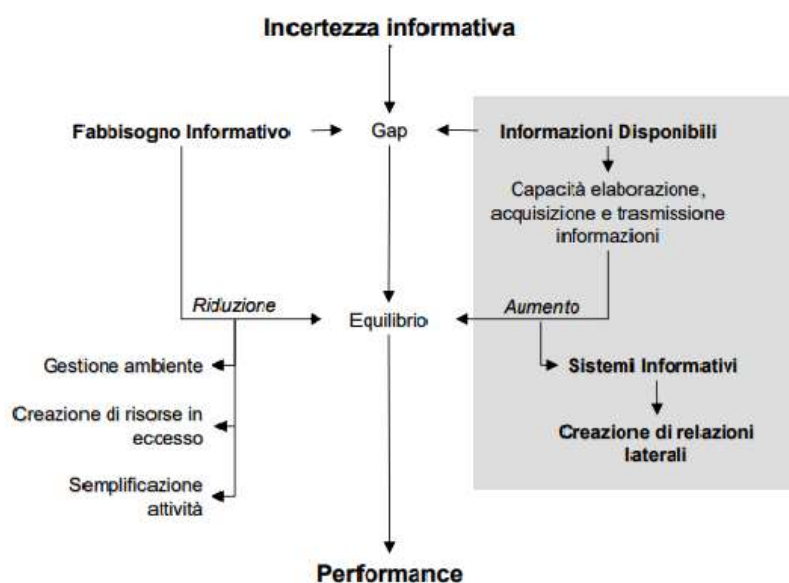 Incertezza informativa
Fabbisogno Informativo
Gap
Informazioni Disponibili
Capacità elaborazione,
acquisizione e trasmissione
informazioni
Riduzione
Equilibrio
Aumento
Gestione ambiente
Creazione di risorse in
eccesso
Semplificazione
attività
Sistemi Informativi
Creazione di relazioni
laterali
Performance